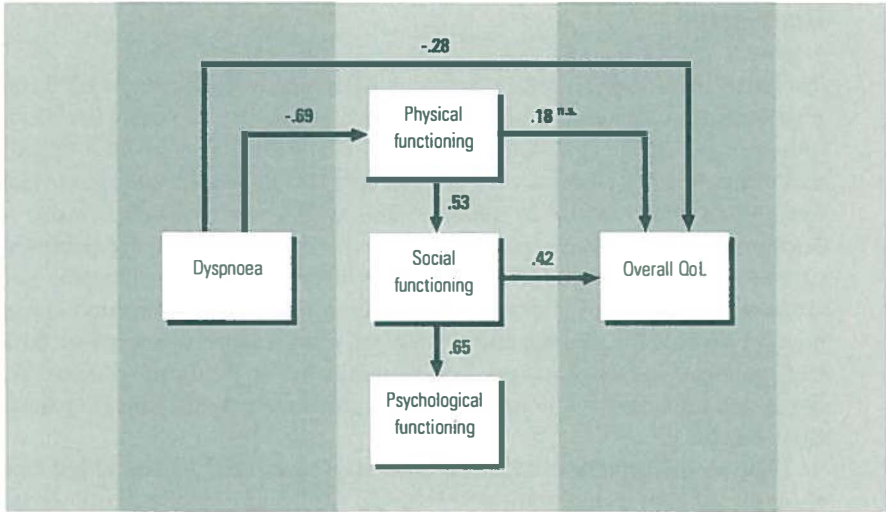 -.28
-.69
Physical
functioning
.18 n.s.
.53
Dyspnoea
Social
functioning
.42
Overall QoL
.65
Psychological
functioning